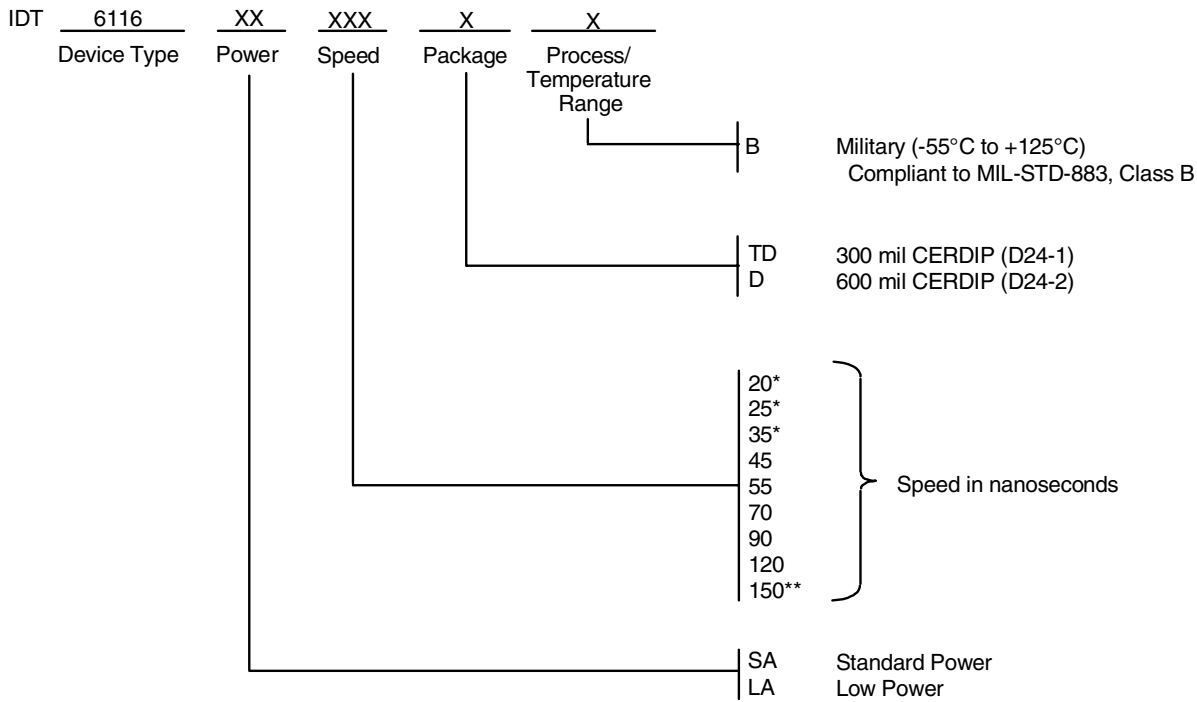 IDT 6116 XX XXX X X
Device Type Power Speed Package Process/
Temperature
Range
B Military (-55°C to +125°C)
Compliant to MIL-STD-883, Class B
TD 300 mil CERDIP (D24-1)
D 600 mil CERDIP (D24-2)
20*
25*
35*
45
55 Speed in nanoseconds
70
90
120
150**
SA Standard Power
LA Low Power